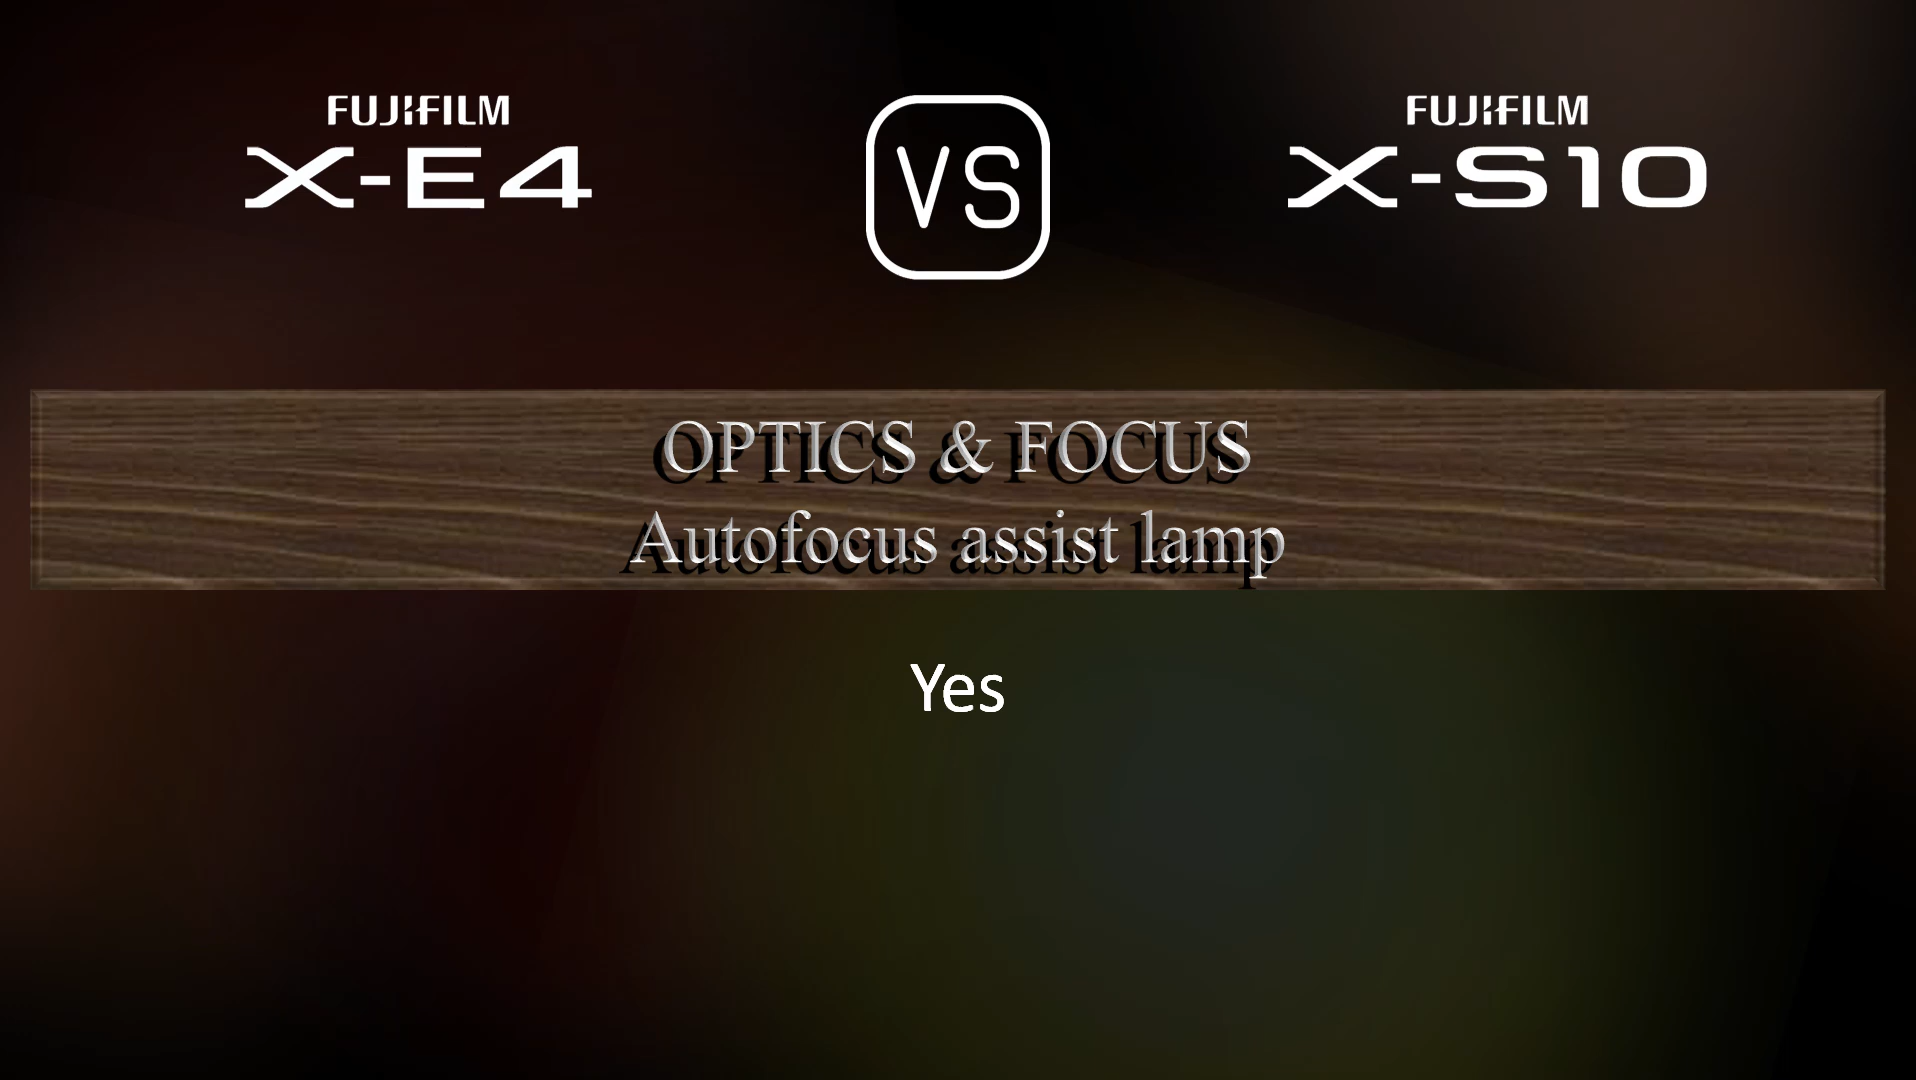 FUJIFILM
X-E4
VS
FUJIFILM
X-S10
OPTICS & FOCUS
Autofocus assist lamp
Yes